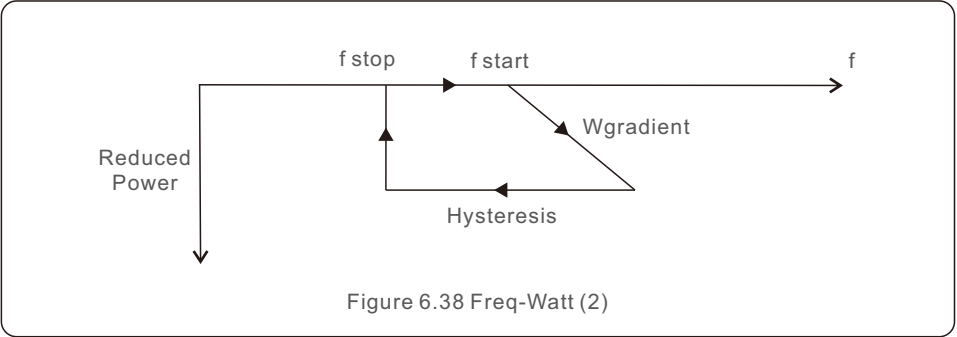 f stop
f start
f
Wgradient
Reduced
Power
Hysteresis
Figure 6.38 Freq-Watt (2)